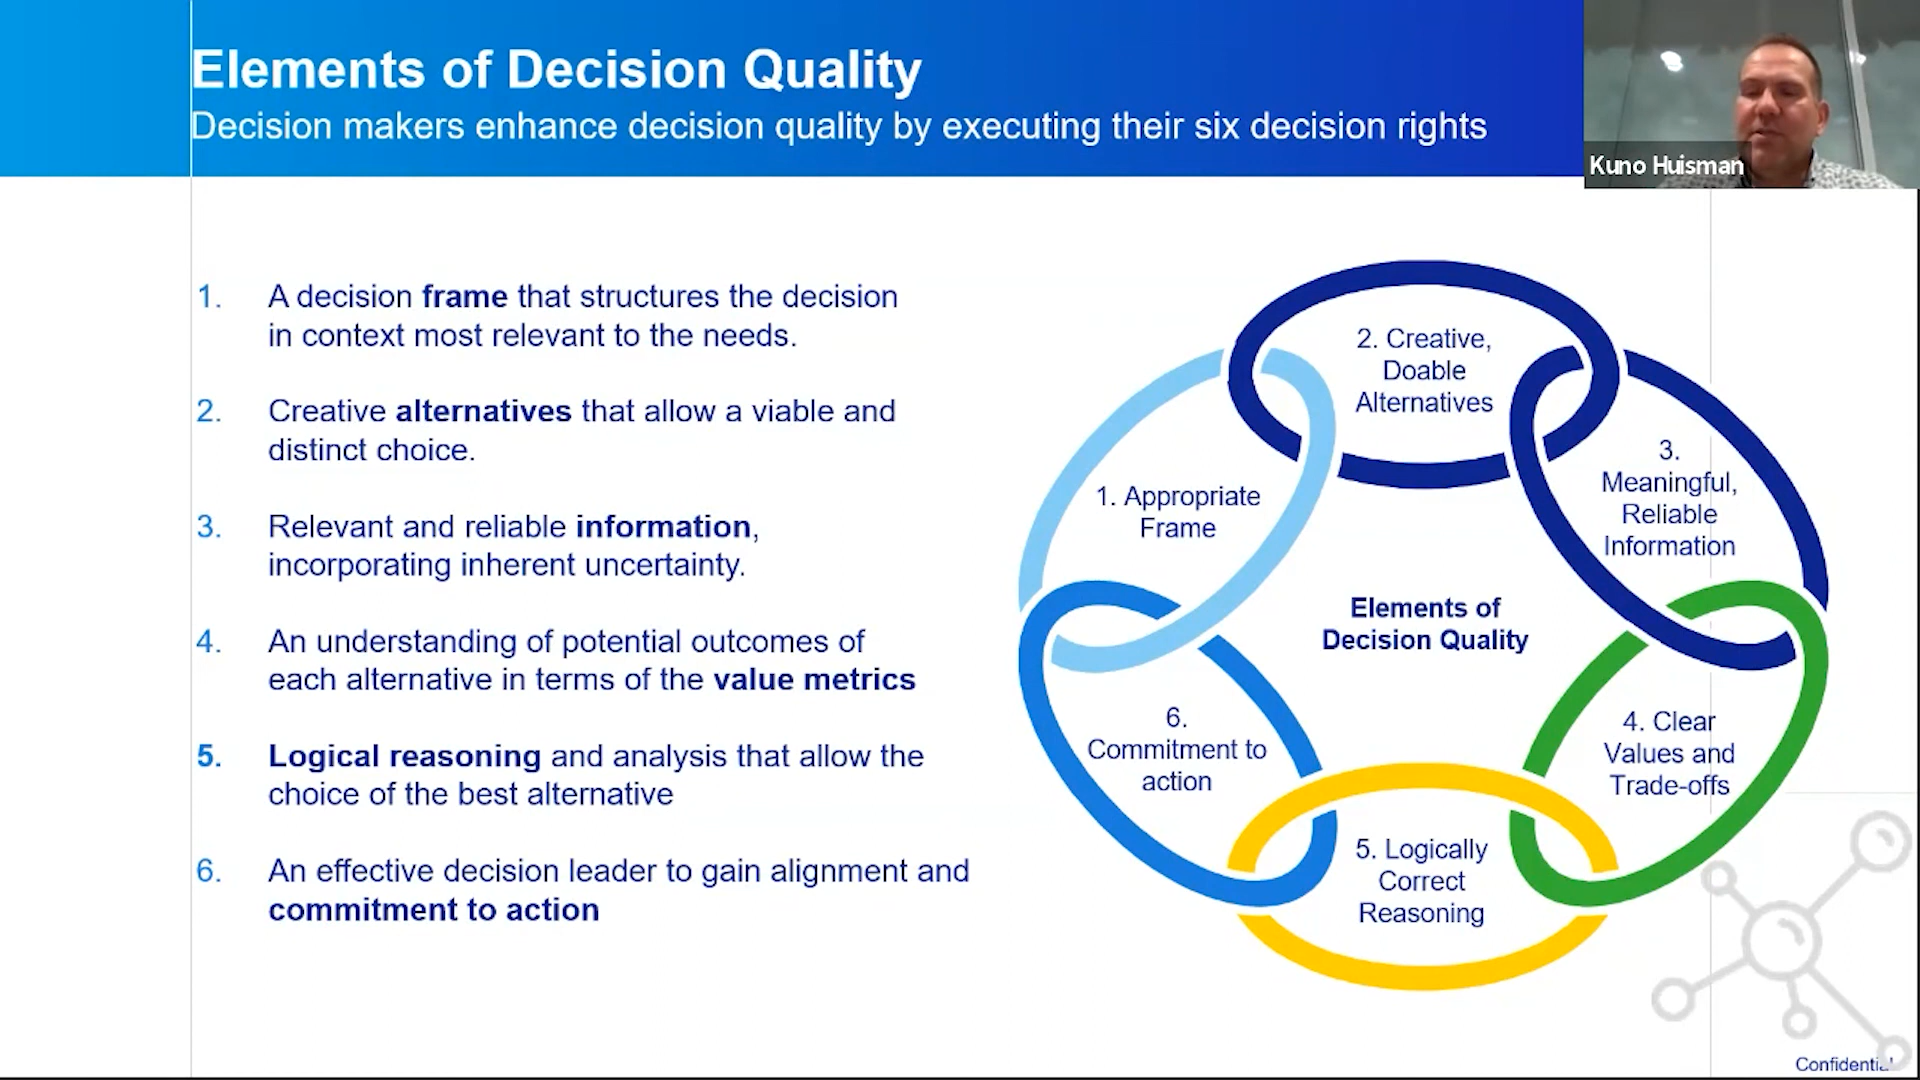 Elements of Decision Quality
Decision makers enhance decision quality by executing their six decision rights
Kuno Huisman
1. A decision frame that structures the decision
in context most relevant to the needs.
2. Creative alternatives that allow a viable and
distinct choice.
3. Relevant and reliable information,
incorporating inherent uncertainty.
4. An understanding of potential outcomes of
each alternative in terms of the value metrics
5. Logical reasoning and analysis that allow the
choice of the best alternative
6. An effective decision leader to gain alignment and
commitment to action
2. Creative,
Doable
Alternatives
1. Appropriate
Frame
3.
Meaningful,
Reliable
Information
Elements of
Decision Quality
6.
Commitment to
action
4. Clear
Values and
Trade-offs
5. Logically
Correct
Reasoning
Confidential